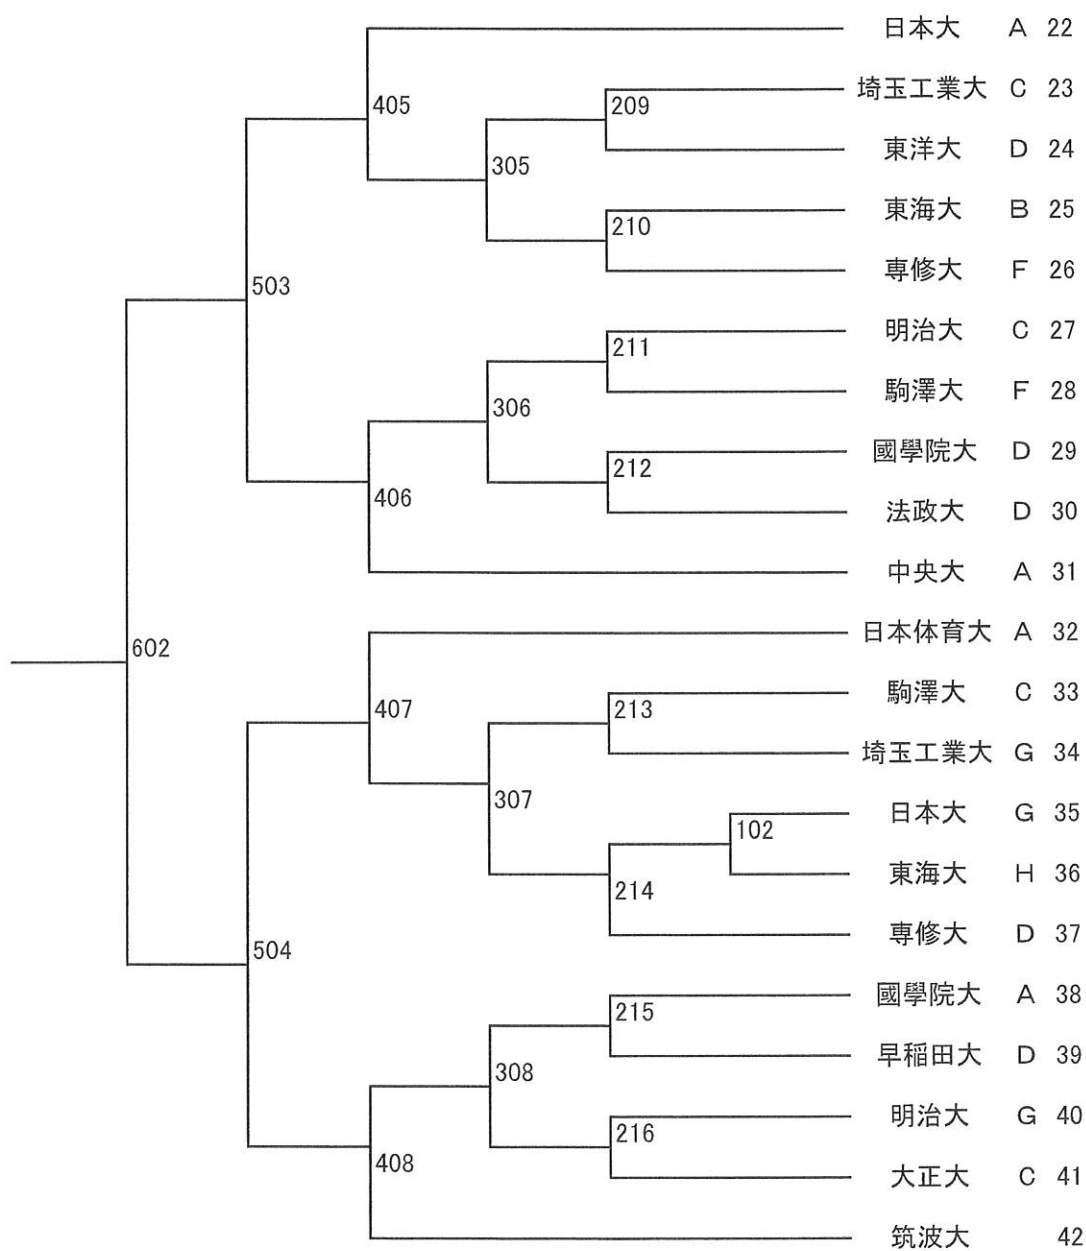 日本大 A 22
405
埼玉工業大 C 23
209
東洋大 D 24
305
東海大 B 25
210
専修大 F 26
503
明治大 C 27
211
駒澤大 F 28
306
國學院大 D 29
212
406
法政大 D 30
中央大 A 31
602
日本体育大 A 32
407
駒澤大 C 33
213
埼玉工業大 G 34
307
日本大 G 35
102
東海大 H 36
214
専修大 D 37
504
國學院大 A 38
215
早稲田大 D 39
308
明治大 G 40
216
408
大正大 C 41
筑波大 42